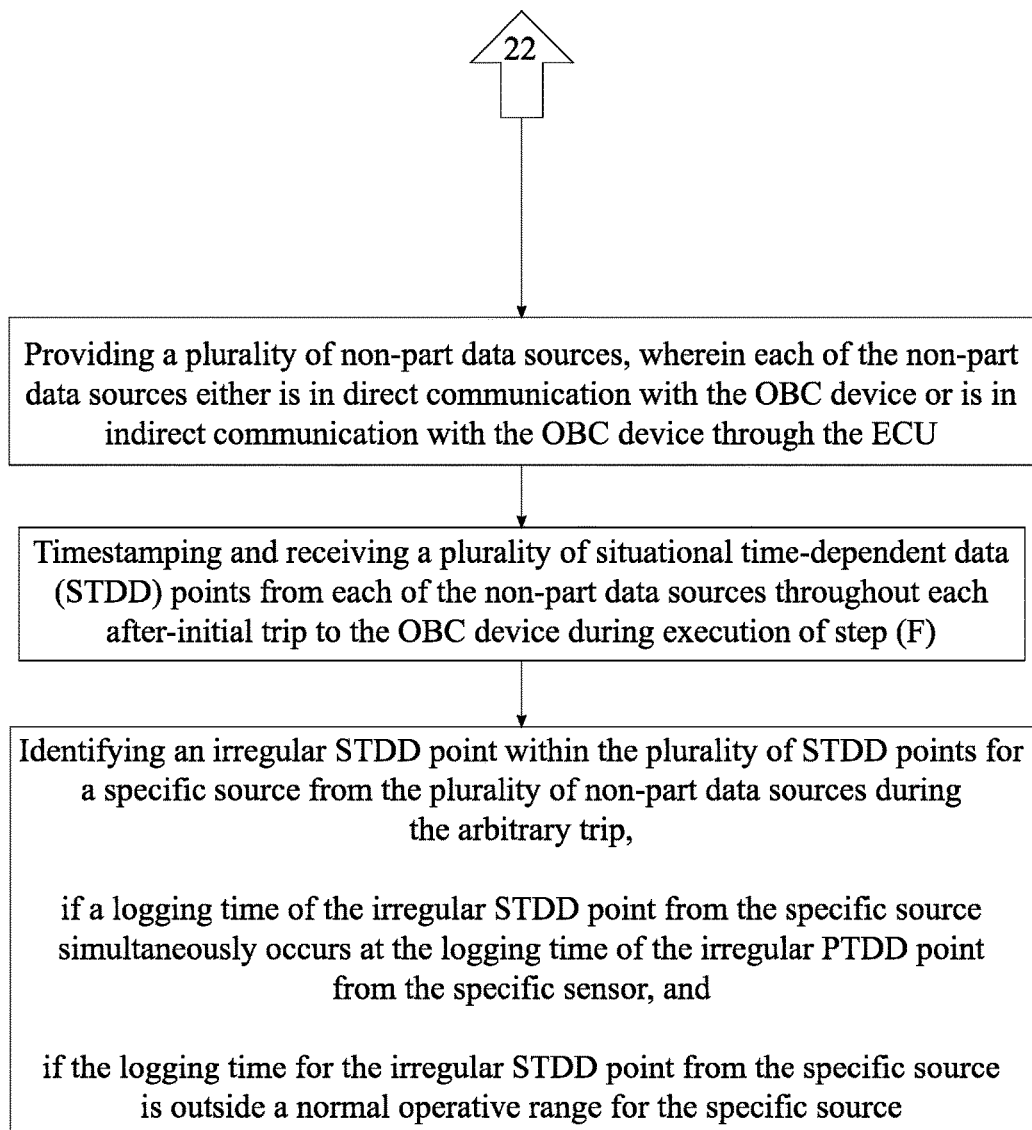 22
Providing a plurality of non-part data sources, wherein each of the non-part
data sources either is in direct communication with the OBC device or is in
indirect communication with the OBC device through the ECU
Timestamping and receiving a plurality of situational time-dependent data
(STDD) points from each of the non-part data sources throughout each
after-initial trip to the OBC device during execution of step (F)
Identifying an irregular STDD point within the plurality of STDD points for
a specific source from the plurality of non-part data sources during
the arbitrary trip,
if a logging time of the irregular STDD point from the specific source
simultaneously occurs at the logging time of the irregular PTDD point
from the specific sensor, and
if the logging time for the irregular STDD point from the specific source
is outside a normal operative range for the specific source